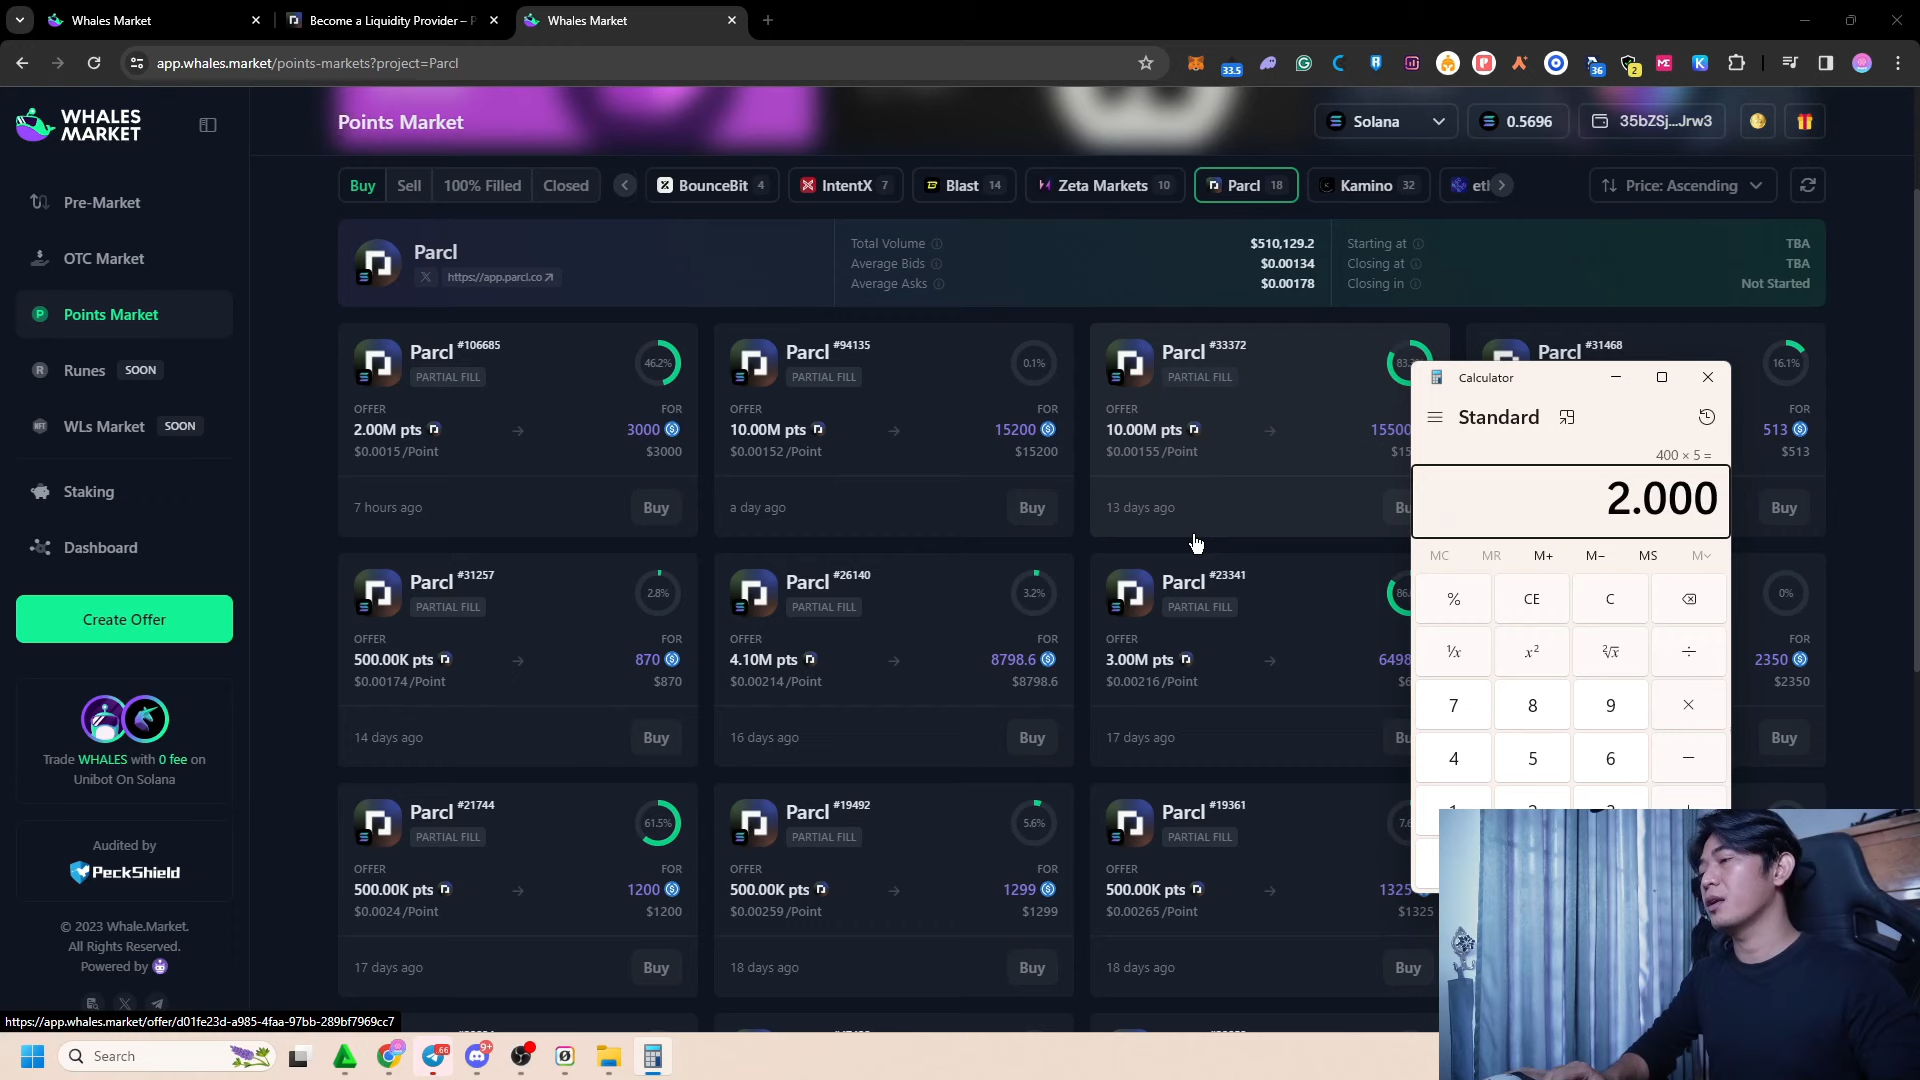 Whales Market
Become a Liquidity Provider –
Whales Market
app.whales.market/points-markets?project=Parcl
33.5
36
2
WHALES
MARKET
Points Market
Solana
0.5696
35bZSj...Jrw3
Pre-Market
OTC Market
Points Market
Runes SOON
WLs Market SOON
Staking
Dashboard
Create Offer
Trade WHALES with 0 fee on
Unibot On Solana
Audited by
PeckShield
© 2023 Whale.Market.
All Rights Reserved.
Powered by
Buy Sell 100% Filled Closed
BounceBit 4
IntentX 7
Blast 14
Zeta Markets 10
Parcl 18
Kamino 32
Price: Ascending
Parcl
https://app.parcl.co
Total Volume $510,129.2
Average Bids $0.00134
Average Asks $0.00178
Starting at TBA
Closing at TBA
Closing in Not Started
Parcl #106685
PARTIAL FILL
46.2%
OFFER FOR
2.00M pts → 3000
$0.0015 /Point $3000
7 hours ago Buy
Parcl #94135
PARTIAL FILL
0.1%
OFFER FOR
10.00M pts → 15200
$0.00152 /Point $15200
a day ago Buy
Parcl #33372
PARTIAL FILL
OFFER
10.00M pts → 15500
$0.00155 /Point
13 days ago
Parcl #31468
16.1%
FOR
513
$513
Buy
Parcl #31257
PARTIAL FILL
2.8%
OFFER FOR
500.00K pts → 870
$0.00174 /Point $870
14 days ago Buy
Parcl #26140
PARTIAL FILL
3.2%
OFFER FOR
4.10M pts → 8798.6
$0.00214 /Point $8798.6
16 days ago Buy
Parcl #23341
PARTIAL FILL
OFFER
3.00M pts → 6498
$0.00216 /Point
17 days ago
0%
FOR
2350
$2350
Buy
Parcl #21744
PARTIAL FILL
61.5%
OFFER FOR
500.00K pts → 1200
$0.0024 /Point $1200
17 days ago Buy
Parcl #19492
PARTIAL FILL
5.6%
OFFER FOR
500.00K pts → 1299
$0.00259 /Point $1299
18 days ago Buy
Parcl #19361
PARTIAL FILL
OFFER
500.00K pts → 1325
$0.00265 /Point $1325
18 days ago Buy
Calculator
Standard
400 × 5 =
2.000
MC MR M+ M− MS M
% CE C
¹/x x² ²√x ÷
7 8 9 ×
4 5 6 −
https://app.whales.market/offer/d01fe23d-a985-4faa-97bb-289bf7969cc7
Search
.66
9+